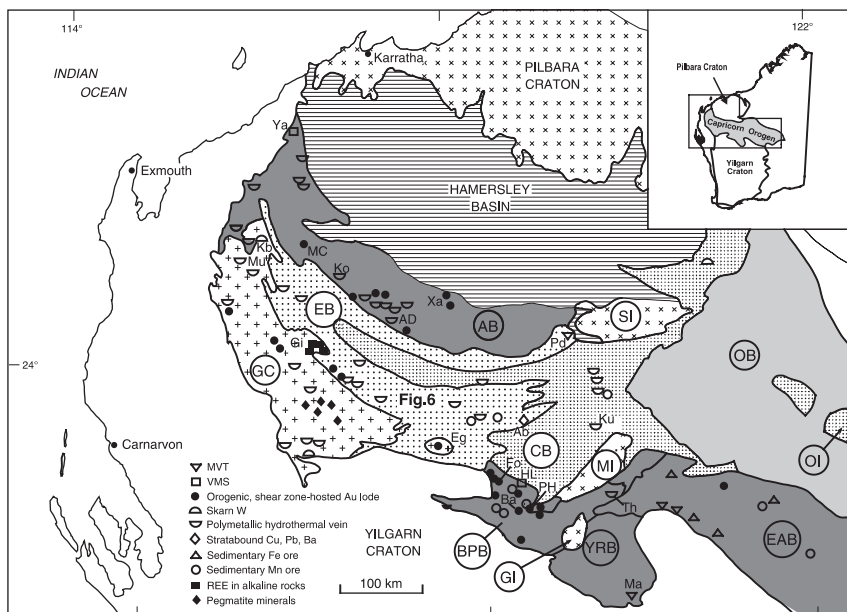 114°
122°
INDIAN
OCEAN
Karratha
PILBARA
CRATON
Pilbara Craton
Capricorn Orogen
Yilgarn
Craton
Ya
Exmouth
HAMERSLEY
BASIN
Kb
Mu
MC
Ko
Xa
AD
EB
AB
SI
Pd
Gi
GC
24°
OB
Fig.6
Ku
Ab
Eg
CB
OI
Carnarvon
MI
Fo
HL
PH
Ba
Th
MVT
VMS
Orogenic, shear zone-hosted Au lode
Skarn W
Polymetallic hydrothermal vein
Stratabound Cu, Pb, Ba
Sedimentary Fe ore
Sedimentary Mn ore
REE in alkaline rocks
Pegmatite minerals
YILGARN
CRATON
BPB
GI
YRB
EAB
Ma
100 km